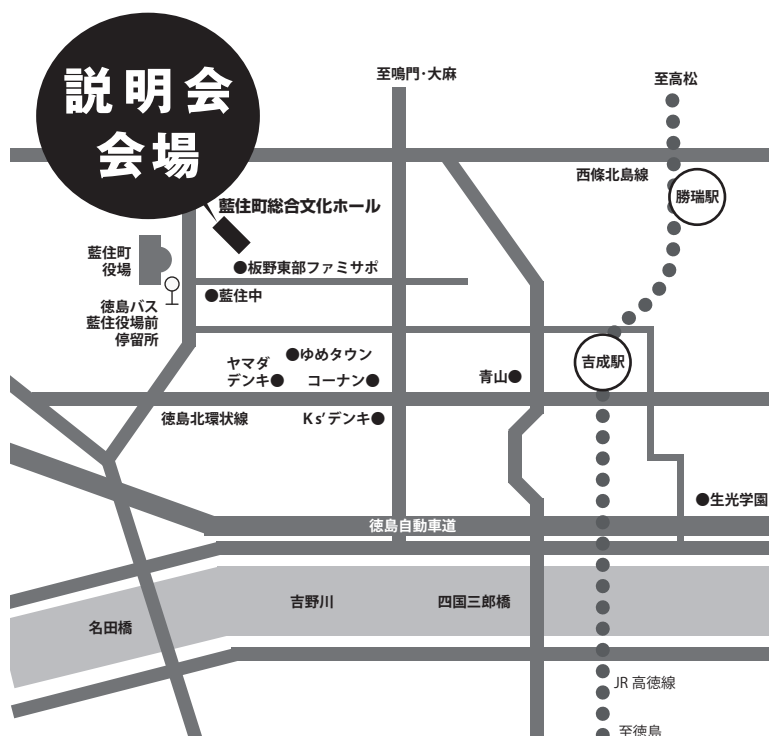 説明会
会場
至鳴門・大麻
至高松
西條北島線
勝瑞駅
藍住町総合文化ホール
藍住町
役場
●板野東部ファミサポ
●藍住中
徳島バス
藍住役場前
停留所
●ゆめタウン
ヤマダ
デンキ●
コーナン●
青山●
吉成駅
徳島北環状線
Ks'デンキ●
●生光学園
徳島自動車道
吉野川
四国三郎橋
名田橋
JR 高徳線
至徳島